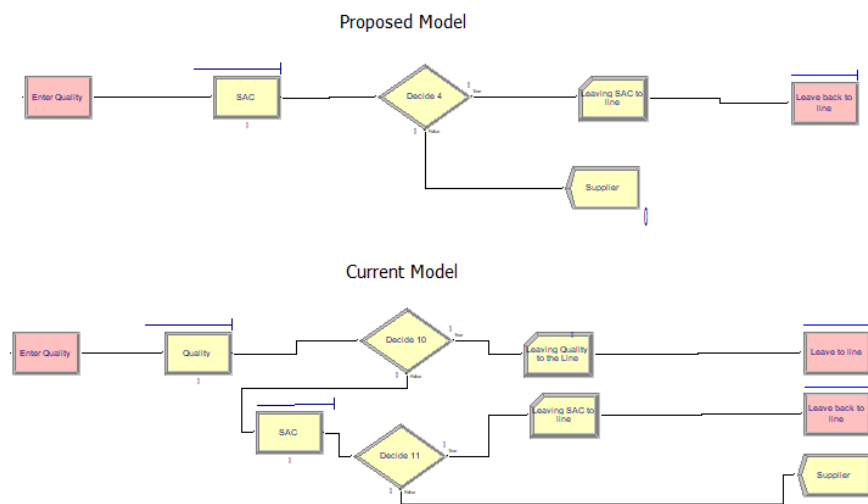 Proposed Model
Enter Quality
SAC
Decide 4
True
False
Leaving SAC to
line
Leave back to
line
Supplier
Current Model
Enter Quality
Quality
Decide 10
True
False
Leaving Quality
to the Line
Leave to line
SAC
Decide 11
True
False
Leaving SAC to
line
Leave back to
line
Supplier